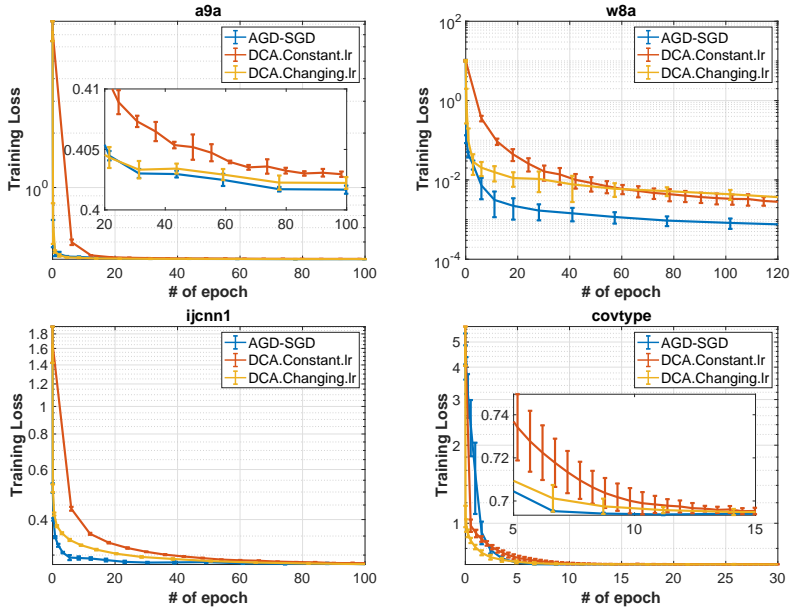 a9a
Training Loss
10^0
0 20 40 60 80 100
# of epoch
AGD-SGD
DCA.Constant.lr
DCA.Changing.lr
0.41
0.405
0.4
20 40 60 80 100
w8a
Training Loss
10^2
10^0
10^-2
10^-4
0 20 40 60 80 100 120
# of epoch
AGD-SGD
DCA.Constant.lr
DCA.Changing.lr
ijcnn1
Training Loss
1.8
1.6
1.4
1.2
1
0.8
0.6
0.4
0 20 40 60 80 100
# of epoch
AGD-SGD
DCA.Constant.lr
DCA.Changing.lr
covtype
Training Loss
5
4
3
2
1
0 5 10 15 20 25 30
# of epoch
AGD-SGD
DCA.Constant.lr
DCA.Changing.lr
0.74
0.72
0.7
5 10 15